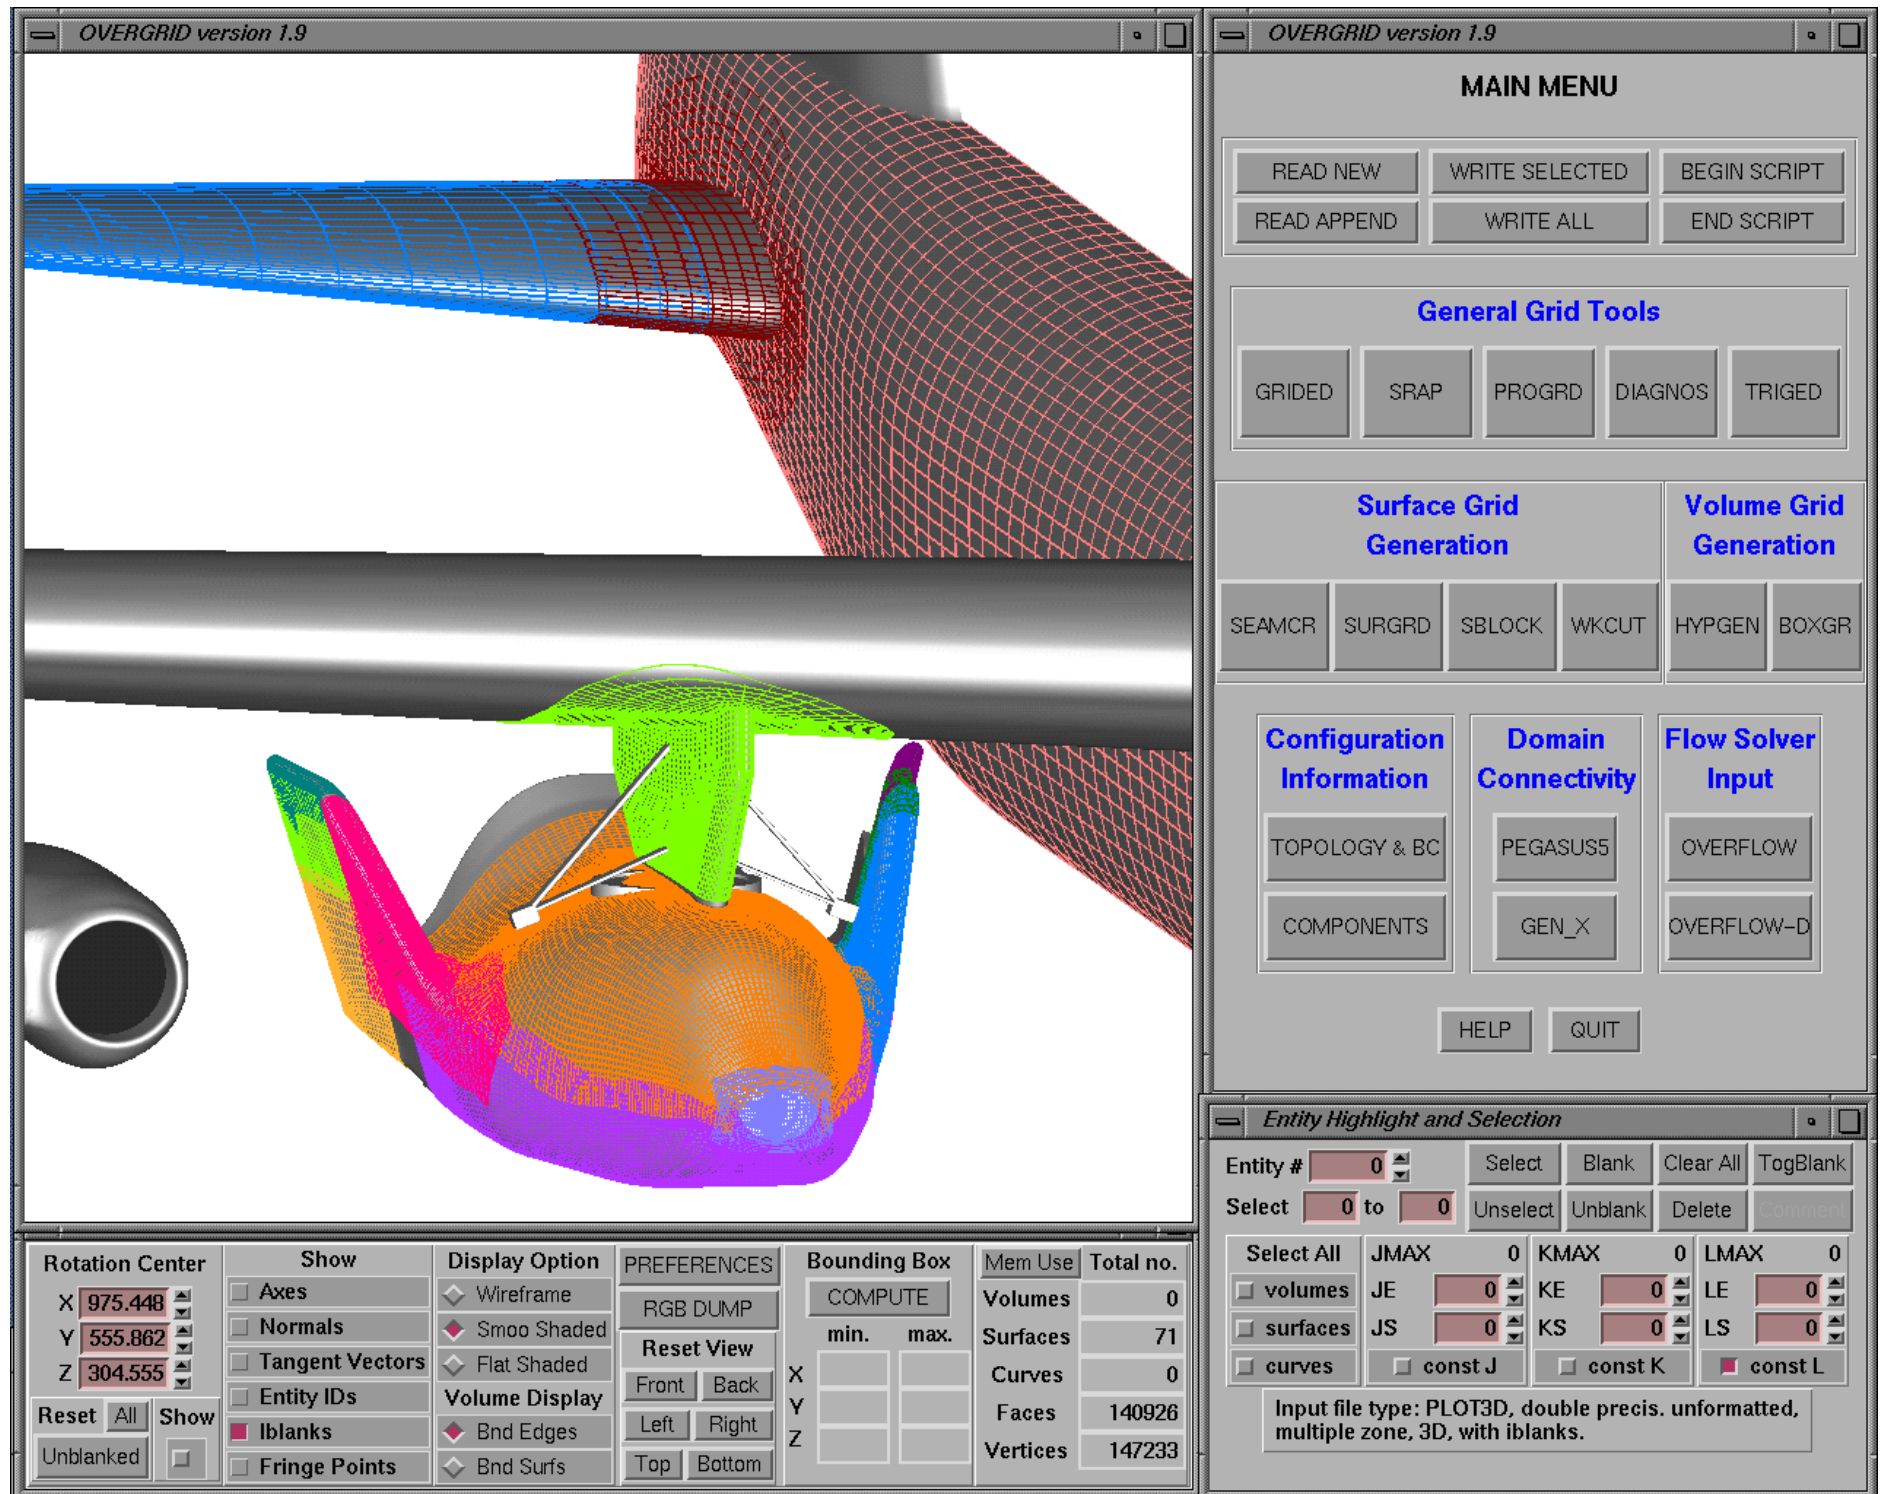 OVERGRID version 1.9
OVERGRID version 1.9
MAIN MENU
READ NEW
WRITE SELECTED
BEGIN SCRIPT
READ APPEND
WRITE ALL
END SCRIPT
General Grid Tools
GRIDED
SRAP
PROGRD
DIAGNOS
TRIGED
Surface Grid
Generation
Volume Grid
Generation
SEAMCR
SURGRD
SBLOCK
WKCUT
HYPGEN
BOXGR
Configuration
Information
TOPOLOGY & BC
COMPONENTS
Domain
Connectivity
PEGASUS5
GEN_X
Flow Solver
Input
OVERFLOW
OVERFLOW-D
HELP
QUIT
Entity Highlight and Selection
Entity # 0
Select
Blank
Clear All
TogBlank
Select 0 to 0
Unselect
Unblank
Delete
Comment
Select All
volumes
surfaces
curves
JMAX 0
JE 0
JS 0
const J
KMAX 0
KE 0
KS 0
const K
LMAX 0
LE 0
LS 0
const L
Input file type: PLOT3D, double precis. unformatted,
multiple zone, 3D, with iblanks.
Rotation Center
X 975.448
Y 555.862
Z 304.555
Reset All
Unblanked
Show
Show
Axes
Normals
Tangent Vectors
Entity IDs
Iblanks
Fringe Points
Display Option
Wireframe
Smoo Shaded
Flat Shaded
Volume Display
Bnd Edges
Bnd Surfs
PREFERENCES
RGB DUMP
Reset View
Front
Back
Left
Right
Top
Bottom
Bounding Box
COMPUTE
min. max.
X
Y
Z
Mem Use
Total no.
Volumes 0
Surfaces 71
Curves 0
Faces 140926
Vertices 147233